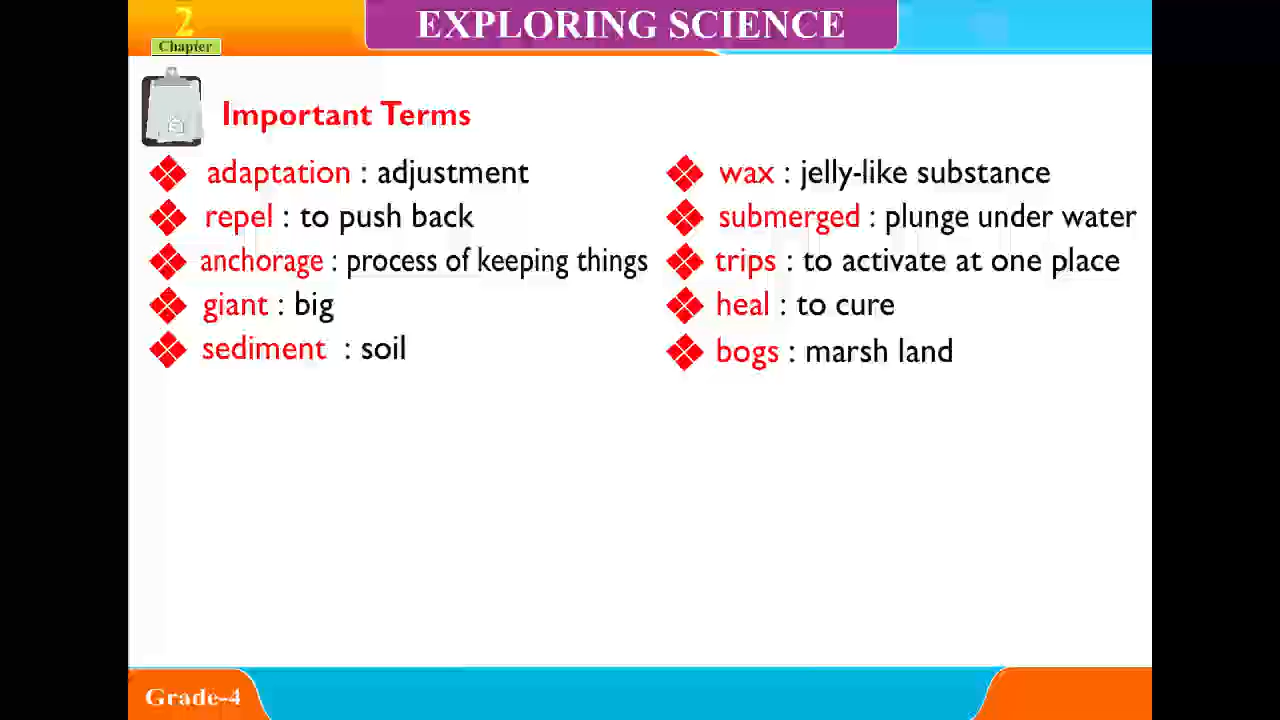 2
Chapter
EXPLORING SCIENCE
Important Terms
adaptation : adjustment
repel : to push back
anchorage : process of keeping things
giant : big
sediment : soil
wax : jelly-like substance
submerged : plunge under water
trips : to activate at one place
heal : to cure
bogs : marsh land
Grade-4